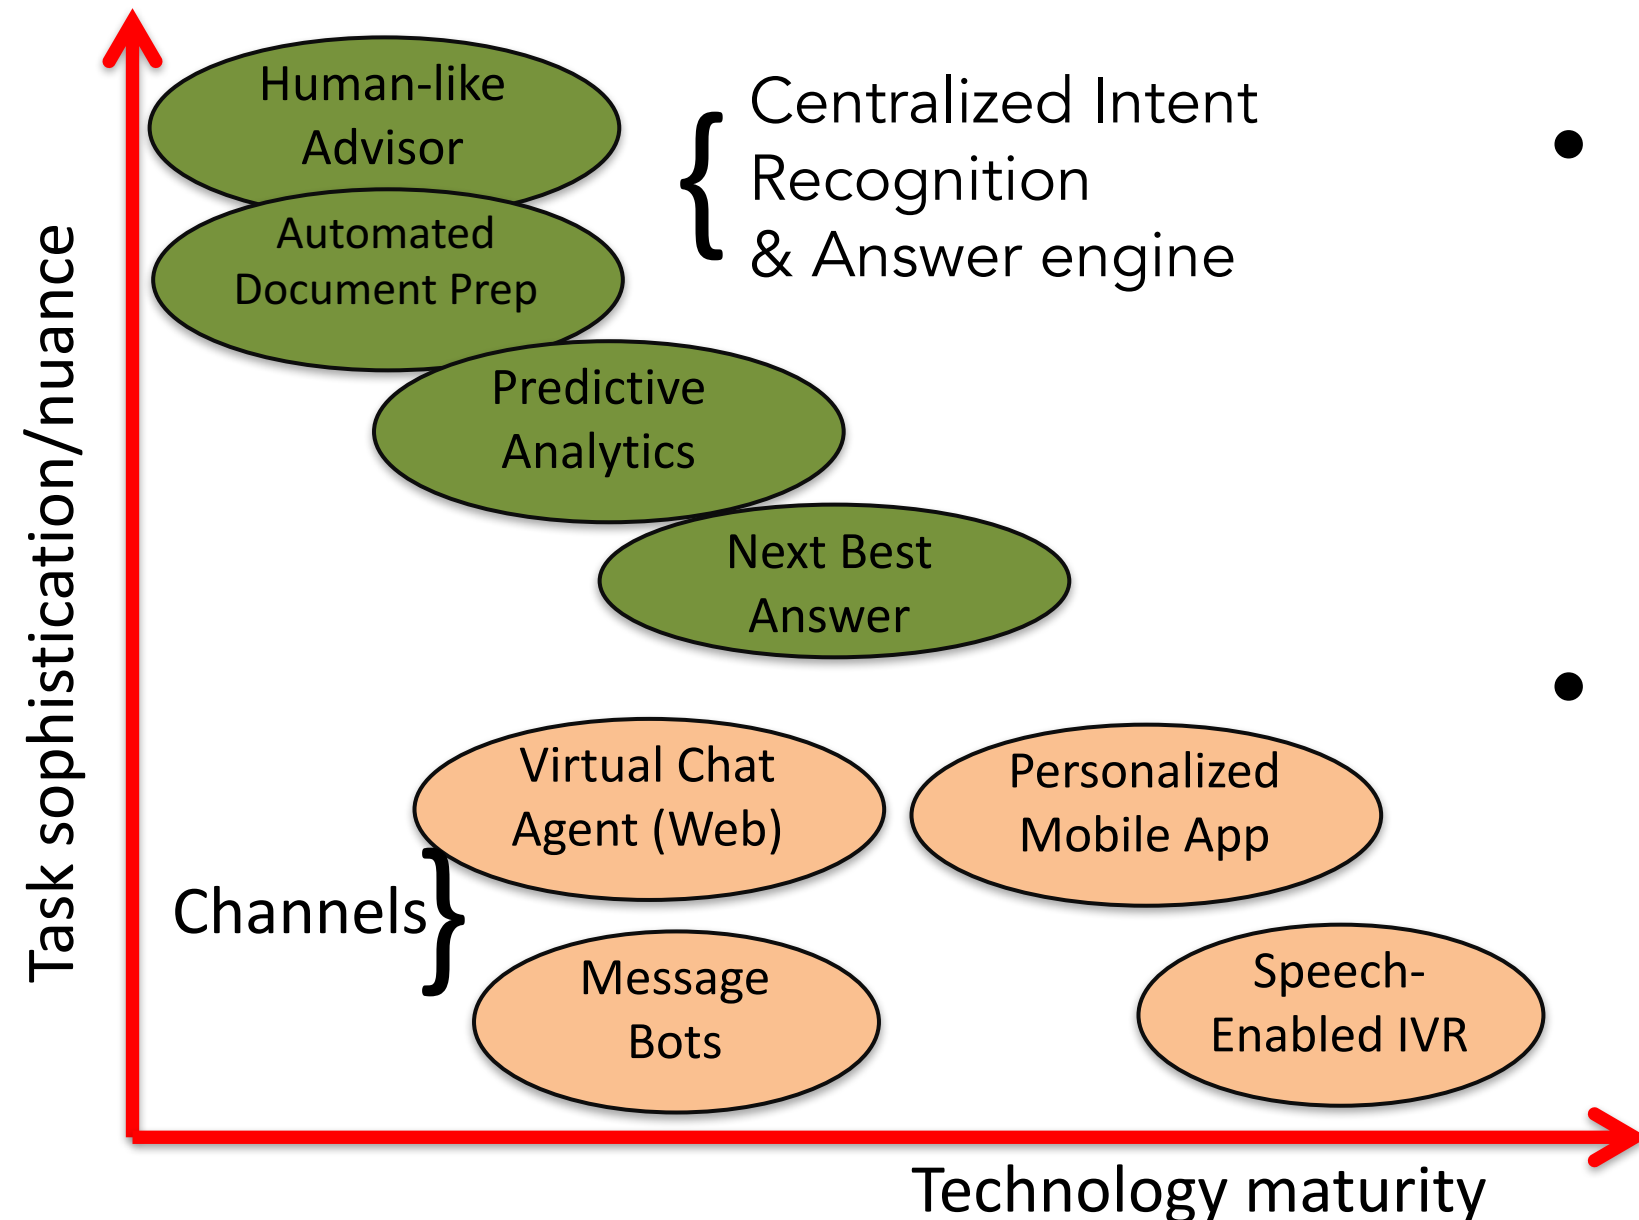 Human-like
Advisor
Automated
Document Prep
Centralized Intent
Recognition
& Answer engine
Predictive
Analytics
Next Best
Answer
Virtual Chat
Agent (Web)
Personalized
Mobile App
Channels
Message
Bots
Speech-
Enabled IVR
Task sophistication/nuance
Technology maturity